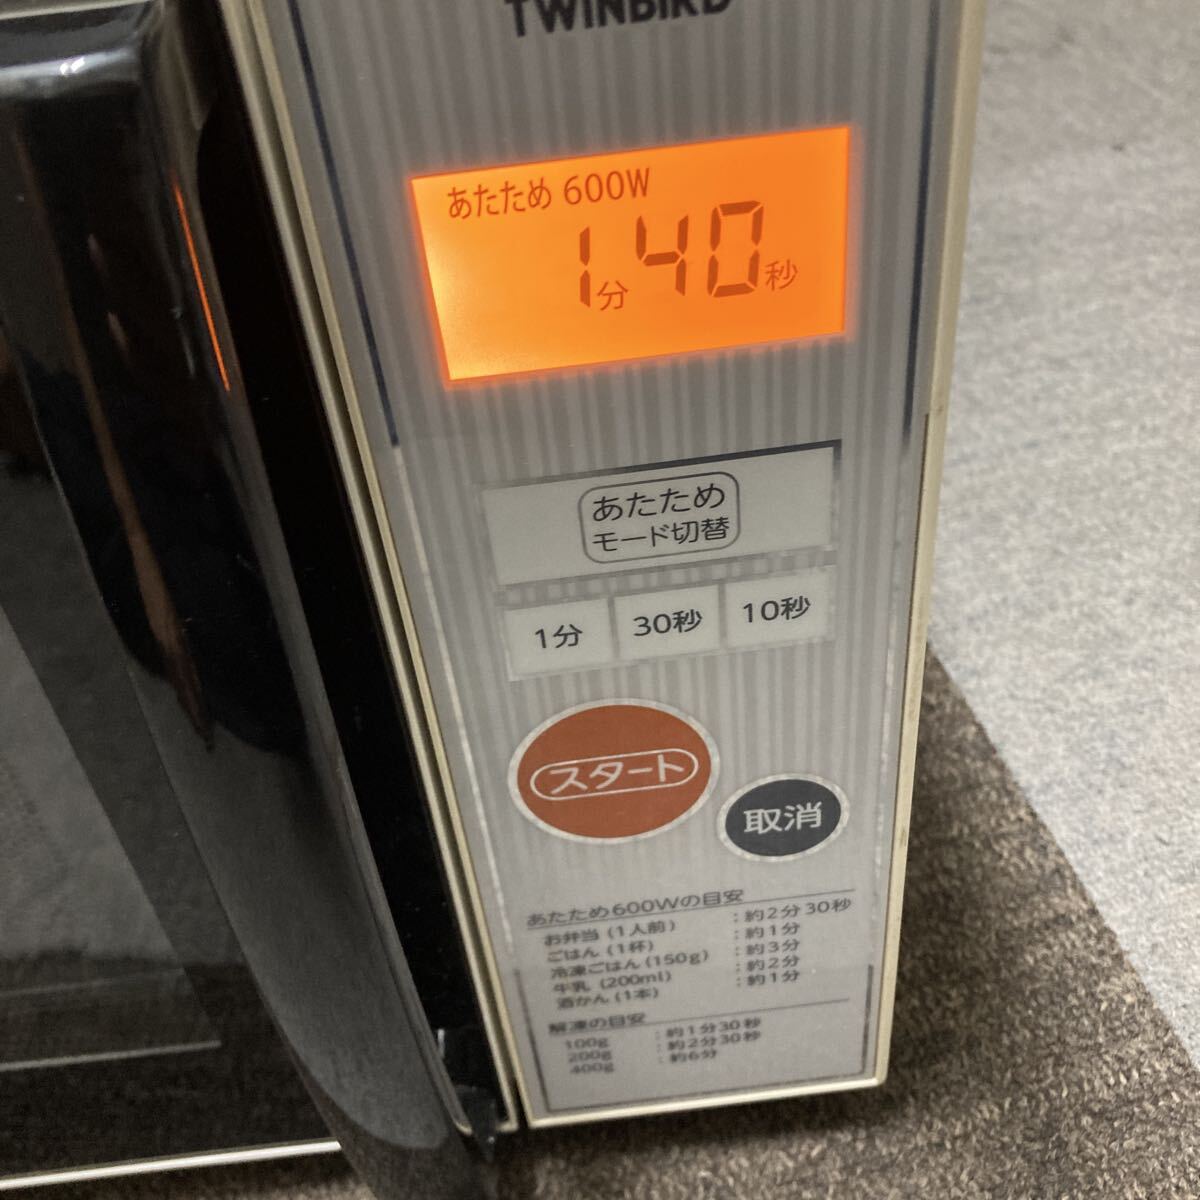 TWINBIRD
あたため 600W
1分40秒
あたため
モード切替
1分 30秒 10秒
スタート
取消
あたため600Wの目安
お弁当(1人前) :約2分30秒
ごはん(1杯) :約1分
冷凍ごはん(150g) :約3分
牛乳(200ml) :約2分
酒かん(1本) :約1分
解凍の目安
100g :約1分30秒
200g :約2分30秒
400g :約6分